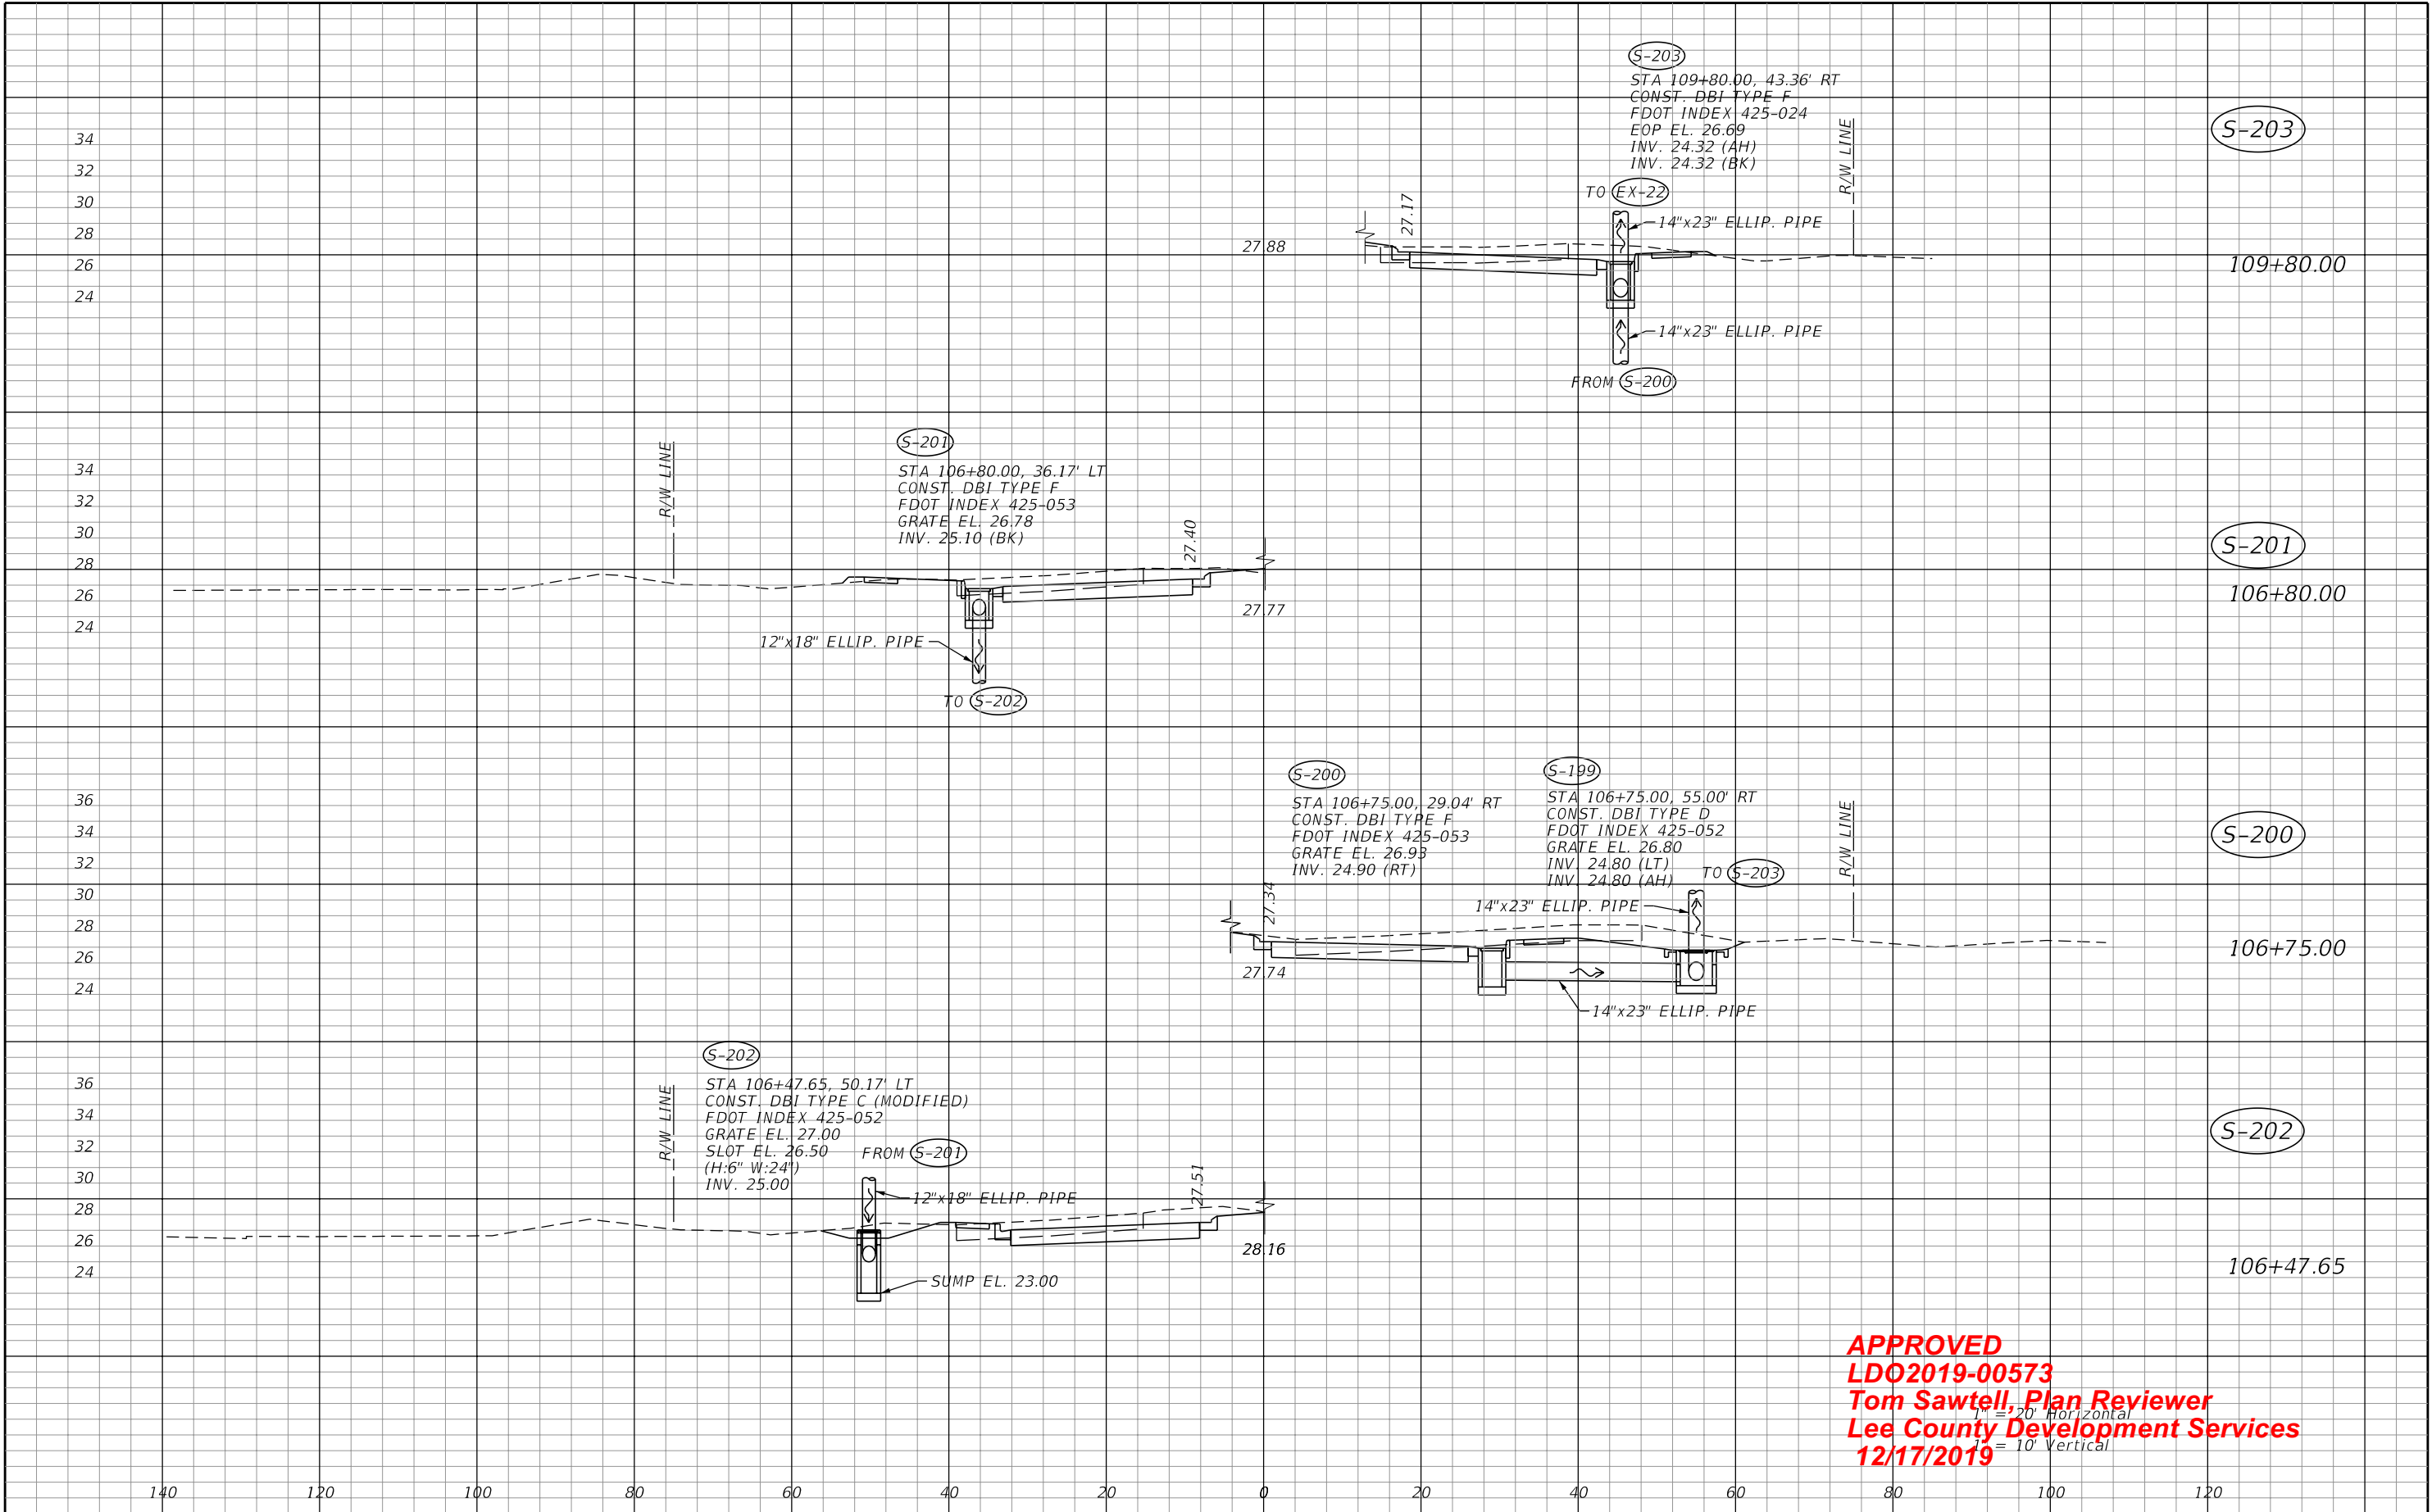 S-203
STA 109+80.00, 43.36' RT
CONST. DBI TYPE F
FDOT INDEX 425-024
EOP EL. 26.69
INV. 24.32 (AH)
INV. 24.32 (BK)
TO EX-22
14"x23" ELLIP. PIPE
R/W LINE
S-203
34
32
30
28
26
24
27.88
27.17
109+80.00
14"x23" ELLIP. PIPE
FROM S-200
S-201
STA 106+80.00, 36.17' LT
CONST. DBI TYPE F
FDOT INDEX 425-053
GRATE EL. 26.78
INV. 25.10 (BK)
R/W LINE
34
32
30
28
26
24
27.40
27.77
S-201
106+80.00
12"x18" ELLIP. PIPE
TO S-202
S-200
STA 106+75.00, 29.04' RT
CONST. DBI TYPE F
FDOT INDEX 425-053
GRATE EL. 26.93
INV. 24.90 (RT)
S-199
STA 106+75.00, 55.00' RT
CONST. DBI TYPE D
FDOT INDEX 425-052
GRATE EL. 26.80
INV. 24.80 (LT)
INV. 24.80 (AH)
TO S-203
R/W LINE
S-200
36
34
32
30
28
26
24
27.34
14"x23" ELLIP. PIPE
27.74
106+75.00
14"x23" ELLIP. PIPE
S-202
STA 106+47.65, 50.17' LT
CONST. DBI TYPE C (MODIFIED)
FDOT INDEX 425-052
GRATE EL. 27.00
SLOT EL. 26.50
(H:6" W:24")
INV. 25.00
R/W LINE
FROM S-201
12"x18" ELLIP. PIPE
36
34
32
30
28
26
24
27.51
28.16
SUMP EL. 23.00
S-202
106+47.65
APPROVED
LDO2019-00573
Tom Sawtell, Plan Reviewer
1" = 20' Horizontal
Lee County Development Services
1" = 10' Vertical
12/17/2019
140 120 100 80 60 40 20 0 20 40 60 80 100 120